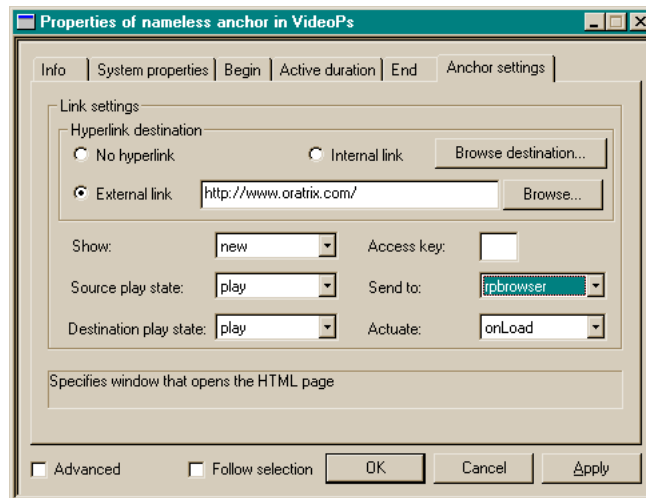 Properties of nameless anchor in VideoPs
Info System properties Begin Active duration End Anchor settings
Link settings
Hyperlink destination
No hyperlink Internal link Browse destination...
External link http://www.oratrix.com/ Browse...
Show: new Access key:
Source play state: play Send to: rpbrowser
Destination play state: play Actuate: onLoad
Specifies window that opens the HTML page
Advanced Follow selection OK Cancel Apply